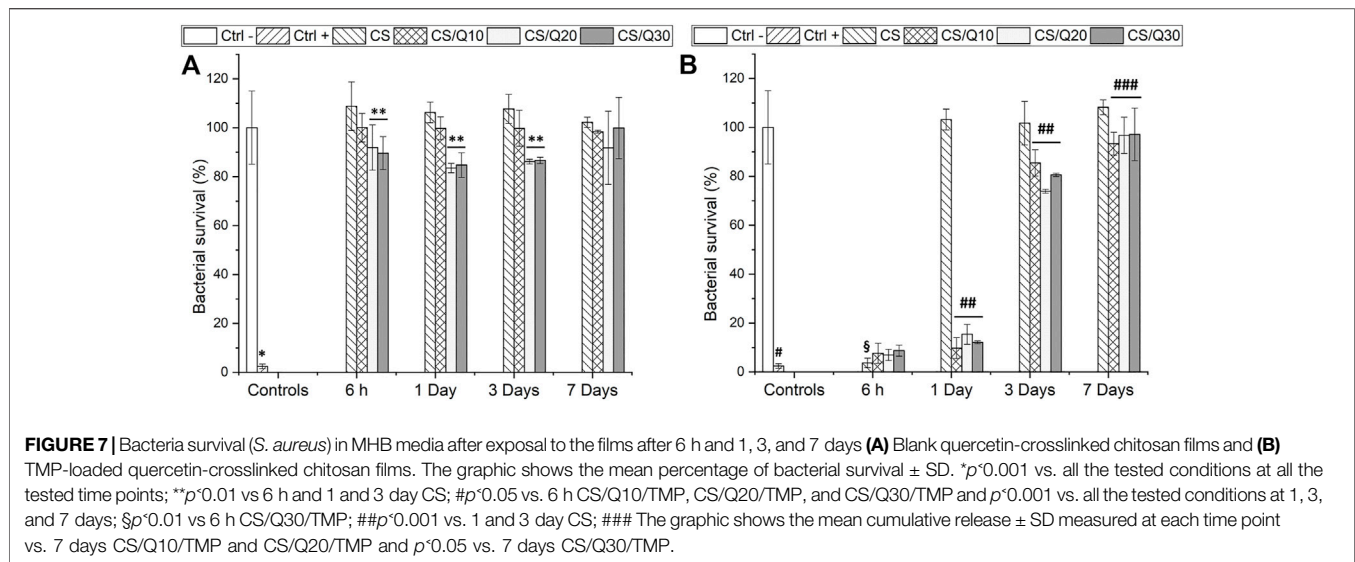 Ctrl - Ctrl + CS CS/Q10 CS/Q20 CS/Q30
A
120
100
80
60
40
20
0
Bacterial survival (%)
*
**
**
**
Controls 6 h 1 Day 3 Days 7 Days
Ctrl - Ctrl + CS CS/Q10 CS/Q20 CS/Q30
B
120
100
80
60
40
20
0
Bacterial survival (%)
#
§
##
##
###
Controls 6 h 1 Day 3 Days 7 Days
FIGURE 7 | Bacteria survival (S. aureus) in MHB media after exposal to the films after 6 h and 1, 3, and 7 days (A) Blank quercetin-crosslinked chitosan films and (B)
TMP-loaded quercetin-crosslinked chitosan films. The graphic shows the mean percentage of bacterial survival ± SD. *p<0.001 vs. all the tested conditions at all the
tested time points; **p<0.01 vs 6 h and 1 and 3 day CS; #p<0.05 vs. 6 h CS/Q10/TMP, CS/Q20/TMP, and CS/Q30/TMP and p<0.001 vs. all the tested conditions at 1, 3,
and 7 days; §p<0.01 vs 6 h CS/Q30/TMP; ##p<0.001 vs. 1 and 3 day CS; ### The graphic shows the mean cumulative release ± SD measured at each time point
vs. 7 days CS/Q10/TMP and CS/Q20/TMP and p<0.05 vs. 7 days CS/Q30/TMP.